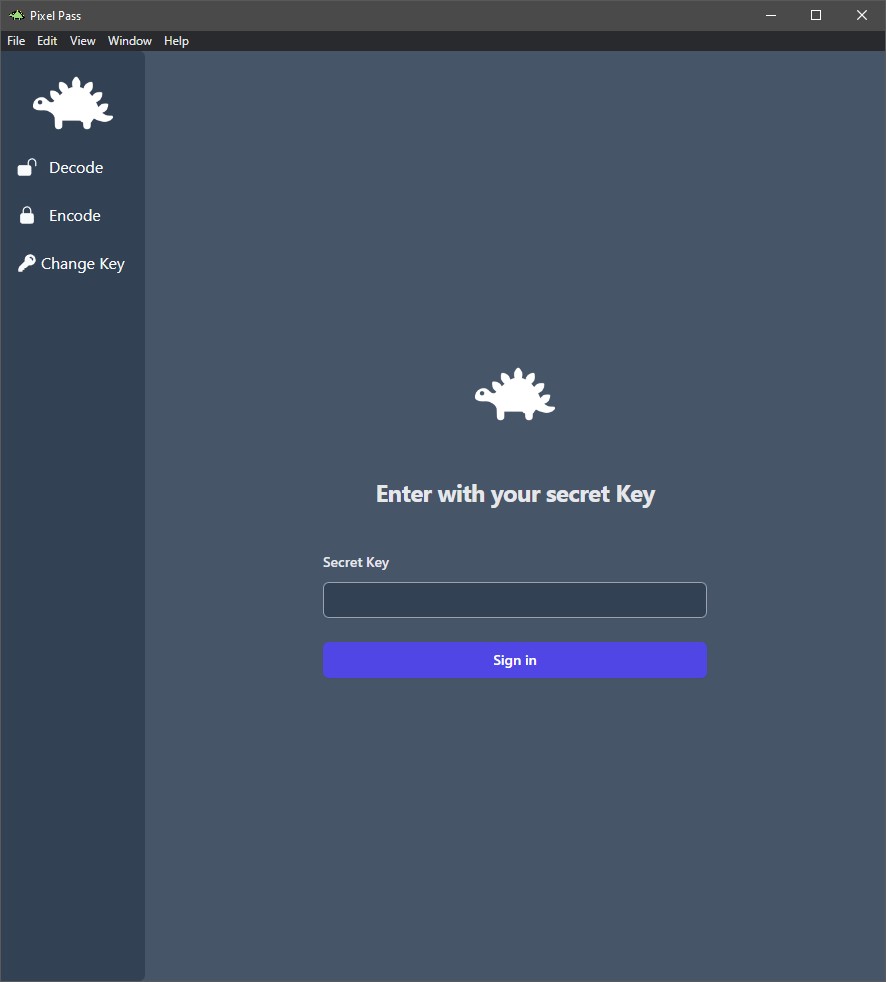 Pixel Pass
File Edit View Window Help
Decode
Encode
Change Key
Enter with your secret Key
Secret Key
Sign in